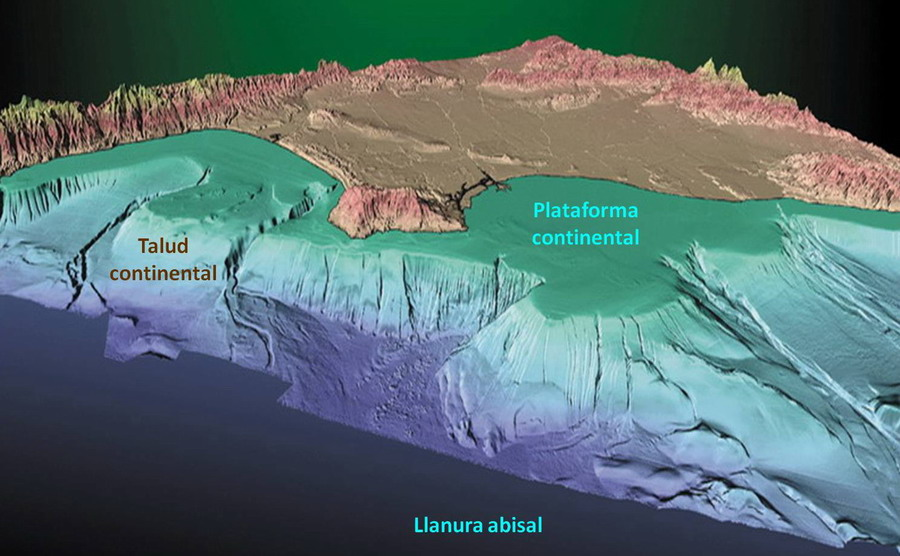 Plataforma
continental
Talud
continental
Llanura abisal